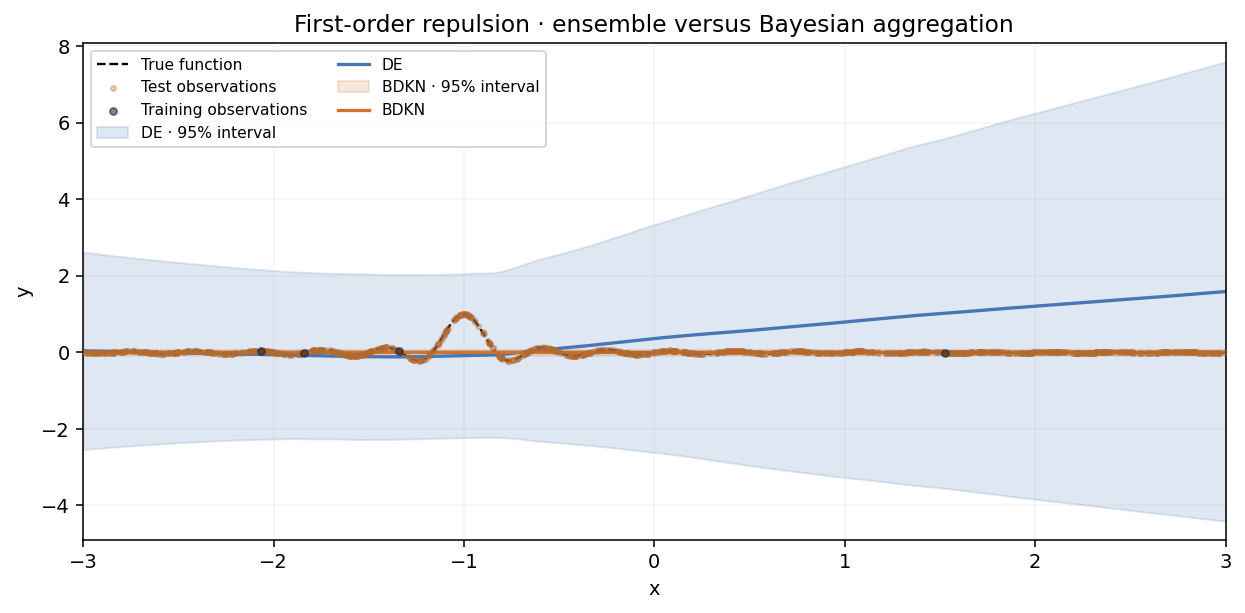 First-order repulsion · ensemble versus Bayesian aggregation
True function
Test observations
Training observations
DE · 95% interval
DE
BDKN · 95% interval
BDKN
8
6
4
2
0
−2
−4
y
−3
−2
−1
0
1
2
3
x